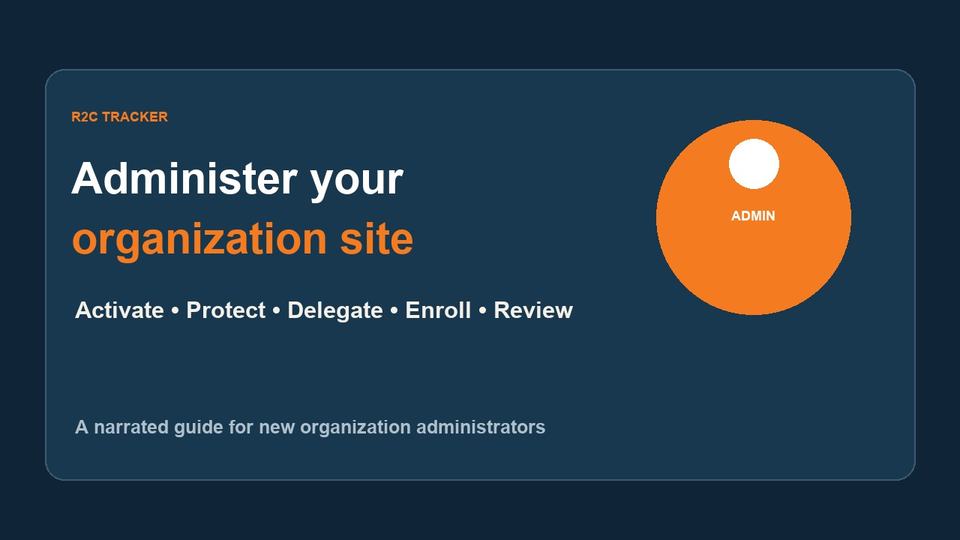 R2C TRACKER
Administer your
organization site
ADMIN
Activate • Protect • Delegate • Enroll • Review
A narrated guide for new organization administrators